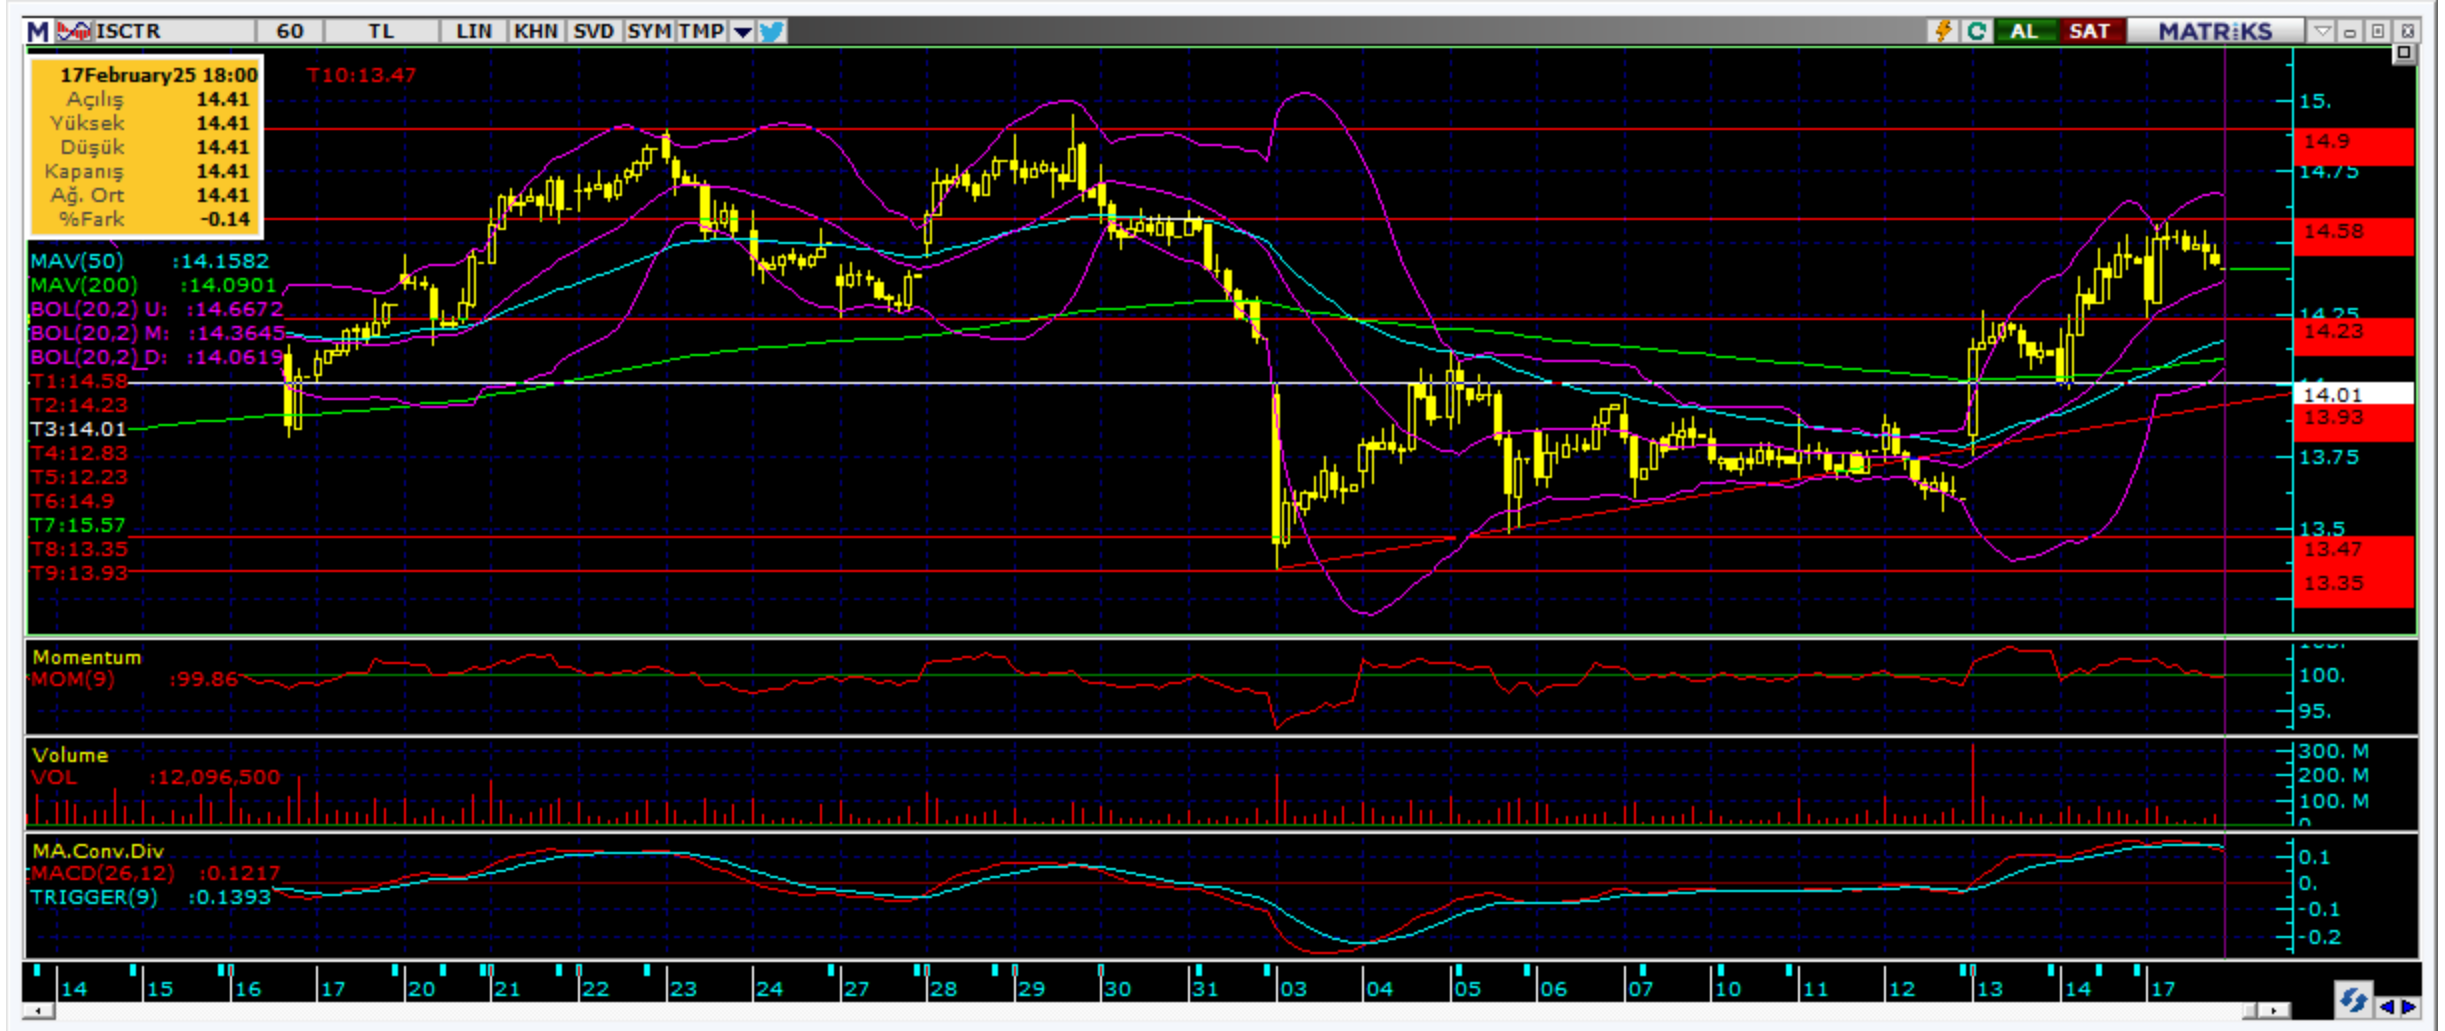 M ISCTR 60 TL LIN KHN SVD SYM TMP AL SAT MATRiKS
17February25 18:00
Açılış 14.41
Yüksek 14.41
Düşük 14.41
Kapanış 14.41
Ağ. Ort 14.41
%Fark -0.14
T10:13.47
MAV(50) :14.1582
MAV(200) :14.0901
BOL(20,2) U: :14.6672
BOL(20,2) M: :14.3645
BOL(20,2) D: :14.0619
T1:14.58
T2:14.23
T3:14.01
T4:12.83
T5:12.23
T6:14.9
T7:15.57
T8:13.35
T9:13.93
15.
14.9
14.75
14.58
14.25
14.23
14.01
13.93
13.75
13.5
13.47
13.35
Momentum
MOM(9) :99.86
100.
95.
Volume
VOL :12,096,500
300. M
200. M
100. M
0
MA.Conv.Div
MACD(26,12) :0.1217
TRIGGER(9) :0.1393
0.1
0.
-0.1
-0.2
14 15 16 17 20 21 22 23 24 27 28 29 30 31 03 04 05 06 07 10 11 12 13 14 17